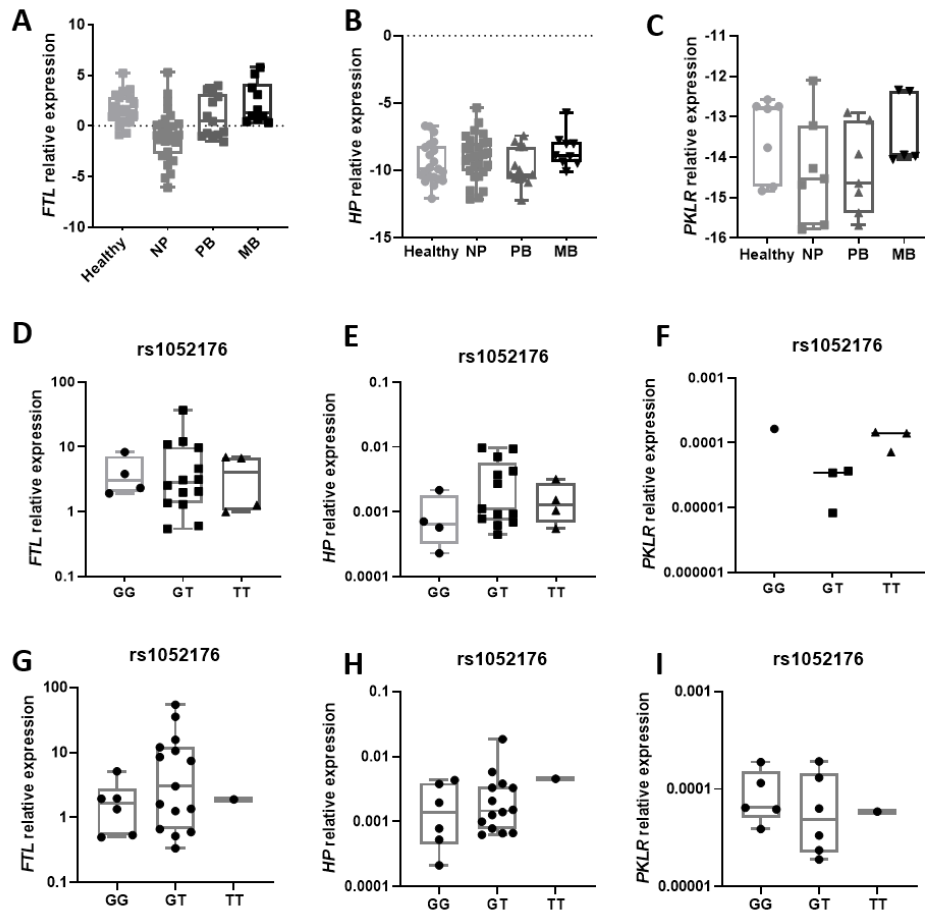 A
FTL relative expression
10
5
0
-5
-10
Healthy
NP
PB
MB
B
HP relative expression
0
-5
-10
-15
Healthy
NP
PB
MB
C
PKLR relative expression
-11
-12
-13
-14
-15
-16
Healthy
NP
PB
MB
D
rs1052176
FTL relative expression
100
10
1
0.1
GG
GT
TT
E
rs1052176
HP relative expression
0.1
0.01
0.001
0.0001
GG
GT
TT
F
rs1052176
PKLR relative expression
0.001
0.0001
0.00001
0.000001
GG
GT
TT
G
rs1052176
FTL relative expression
100
10
1
0.1
GG
GT
TT
H
rs1052176
HP relative expression
0.1
0.01
0.001
0.0001
GG
GT
TT
I
rs1052176
PKLR relative expression
0.001
0.0001
0.00001
GG
GT
TT